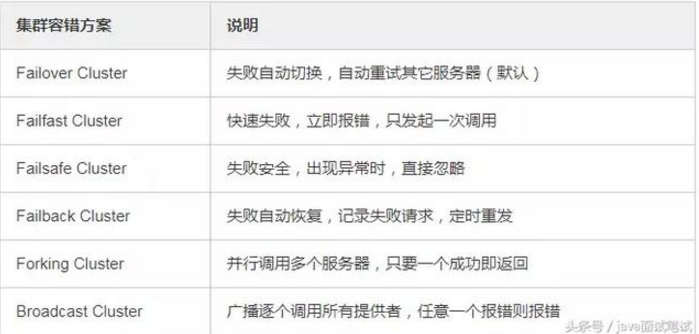 集群容错方案 说明
Failover Cluster 失败自动切换，自动重试其它服务器（默认）
Failfast Cluster 快速失败，立即报错，只发起一次调用
Failsafe Cluster 失败安全，出现异常时，直接忽略
Failback Cluster 失败自动恢复，记录失败请求，定时重发
Forking Cluster 并行调用多个服务器，只要一个成功即返回
Broadcast Cluster 广播逐个调用所有提供者，任意一个报错则报错
头条号/java面试笔试